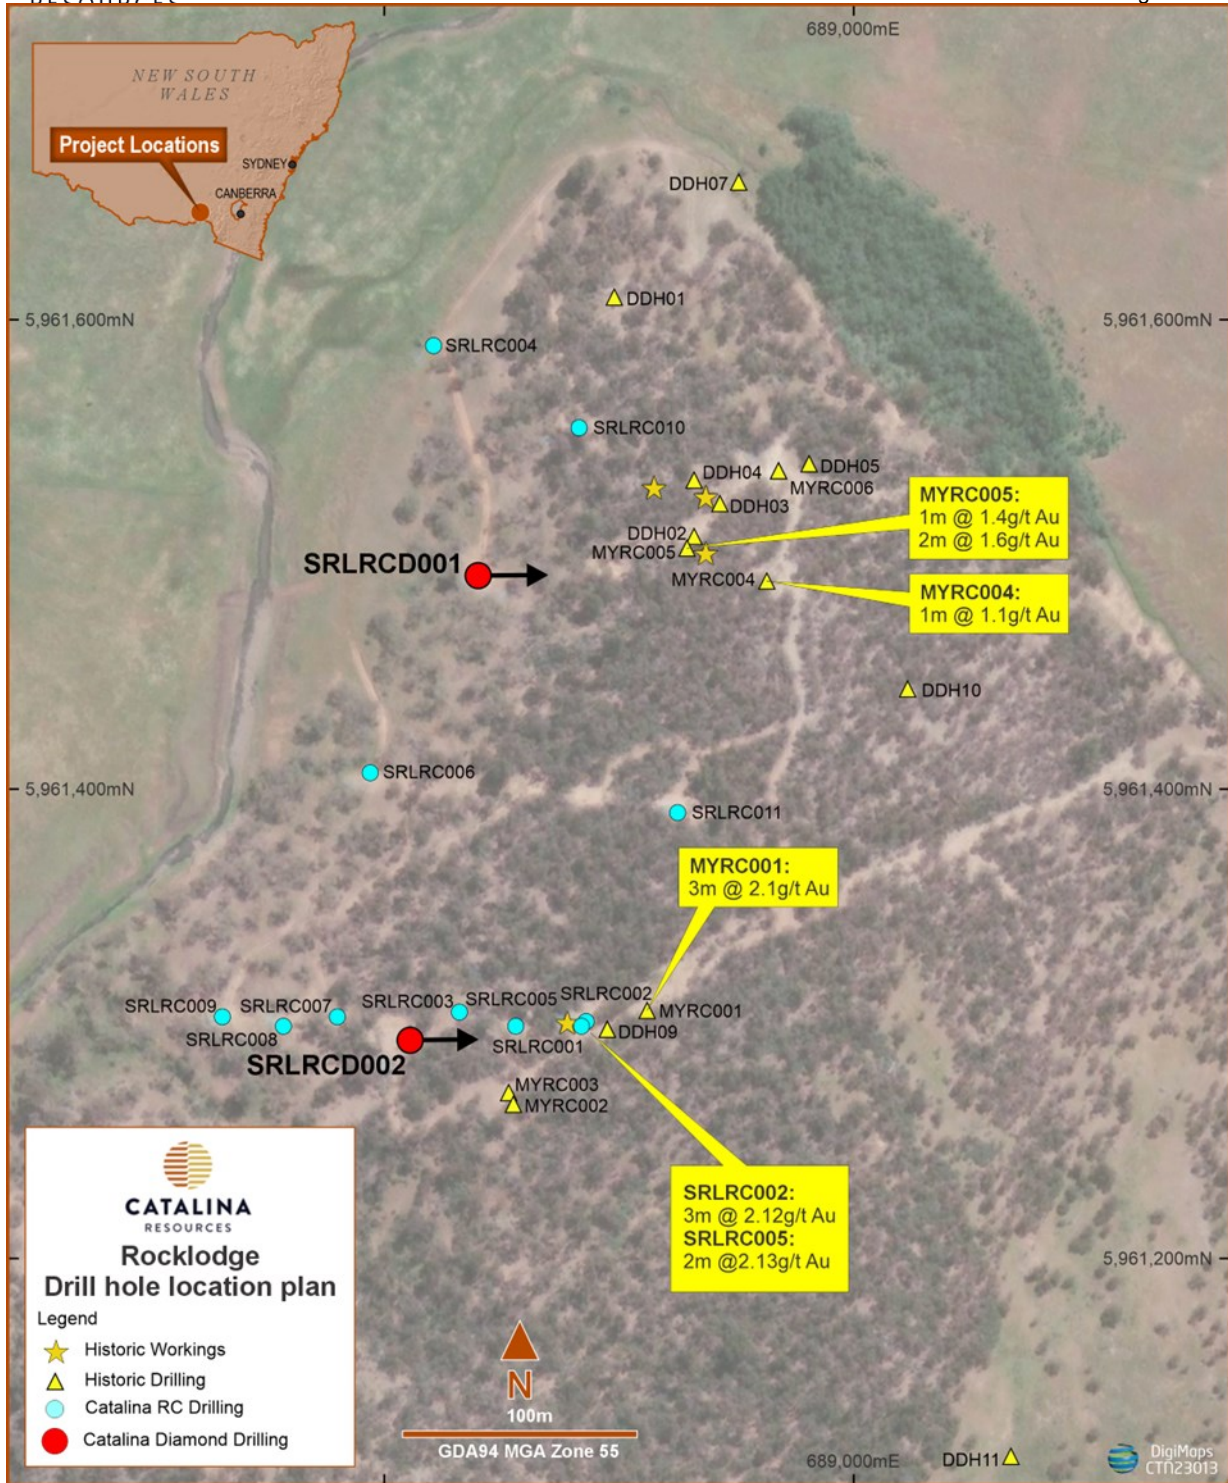 689,000mE
NEW SOUTH
WALES
Project Locations
SYDNEY
CANBERRA
DDH07
DDH01
5,961,600mN
5,961,600mN
SRLRC004
SRLRC010
DDH04
DDH05
MYRC006
DDH03
MYRC005:
1m @ 1.4g/t Au
2m @ 1.6g/t Au
DDH02
MYRC005
SRLRCD001
MYRC004
MYRC004:
1m @ 1.1g/t Au
DDH10
SRLRC006
5,961,400mN
5,961,400mN
SRLRC011
MYRC001:
3m @ 2.1g/t Au
SRLRC009
SRLRC007
SRLRC003
SRLRC005
SRLRC002
MYRC001
SRLRC008
SRLRC001
DDH09
SRLRCD002
MYRC003
MYRC002
SRLRC002:
3m @ 2.12g/t Au
SRLRC005:
2m @2.13g/t Au
5,961,200mN
CATALINA
RESOURCES
Rocklodge
Drill hole location plan
Legend
Historic Workings
Historic Drilling
Catalina RC Drilling
Catalina Diamond Drilling
N
100m
GDA94 MGA Zone 55
689,000mE
DDH11
DigiMaps
CTN23013